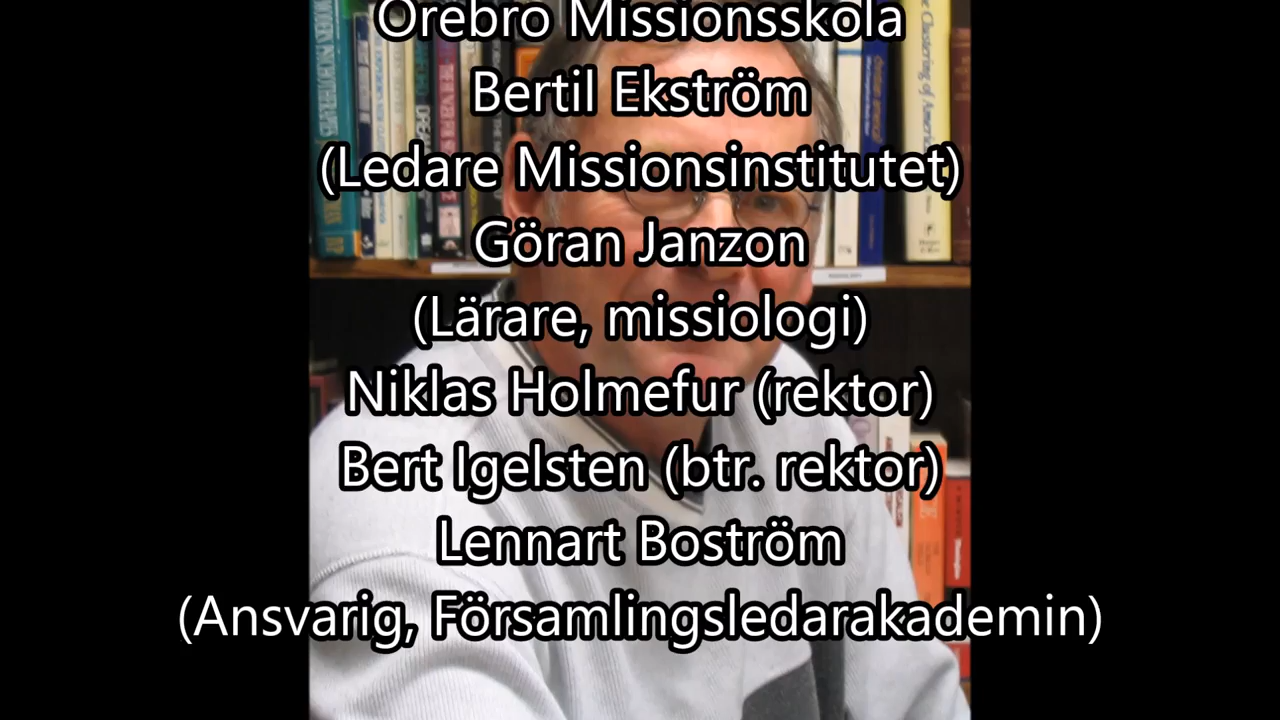 Örebro Missionsskola
Bertil Ekström
(Ledare Missionsinstitutet)
Göran Janzon
(Lärare, missiologi)
Niklas Holmefur (rektor)
Bert Igelsten (btr. rektor)
Lennart Boström
(Ansvarig, Församlingsledarakademin)